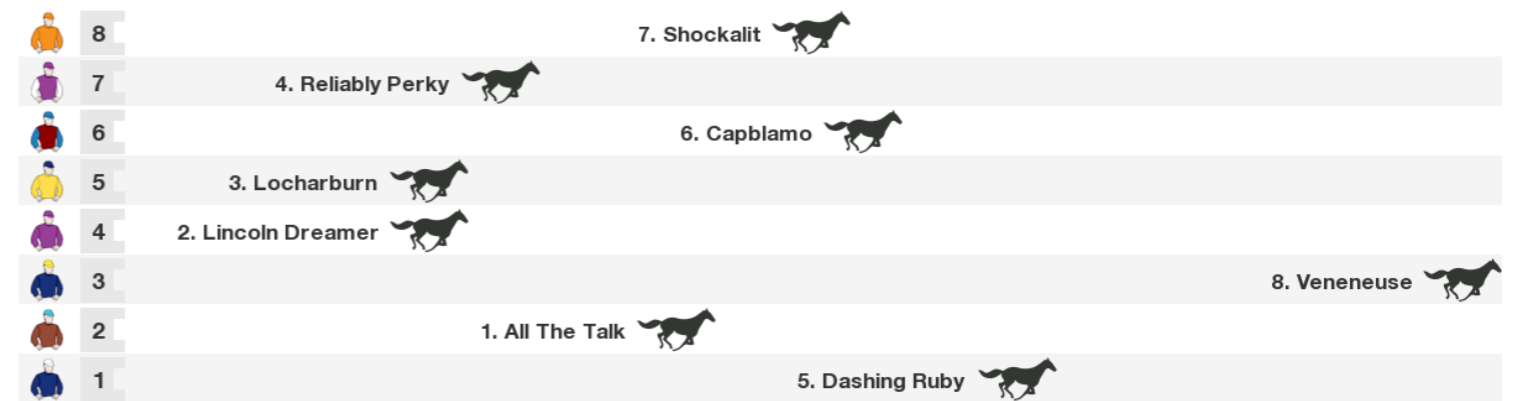 8 7. Shockalit
7 4. Reliably Perky
6 6. Capblamo
5 3. Locharburn
4 2. Lincoln Dreamer
3 8. Veneneuse
2 1. All The Talk
1 5. Dashing Ruby